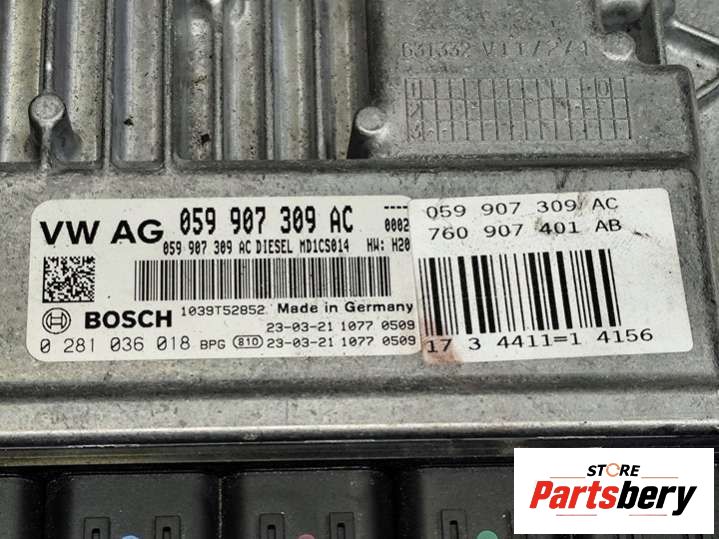 631332 V11/2/1
VW AG 059 907 309 AC ----
059 907 309 AC DIESEL MD1CS014 HW: H20
0002
1039T52852 Made in Germany
BOSCH 23-03-21 1077 0509
0 281 036 018 BPG 810 23-03-21 1077 0509
059 907 309 AC
760 907 401 AB
17 3 4411=1 4156
STORE
Partsbery